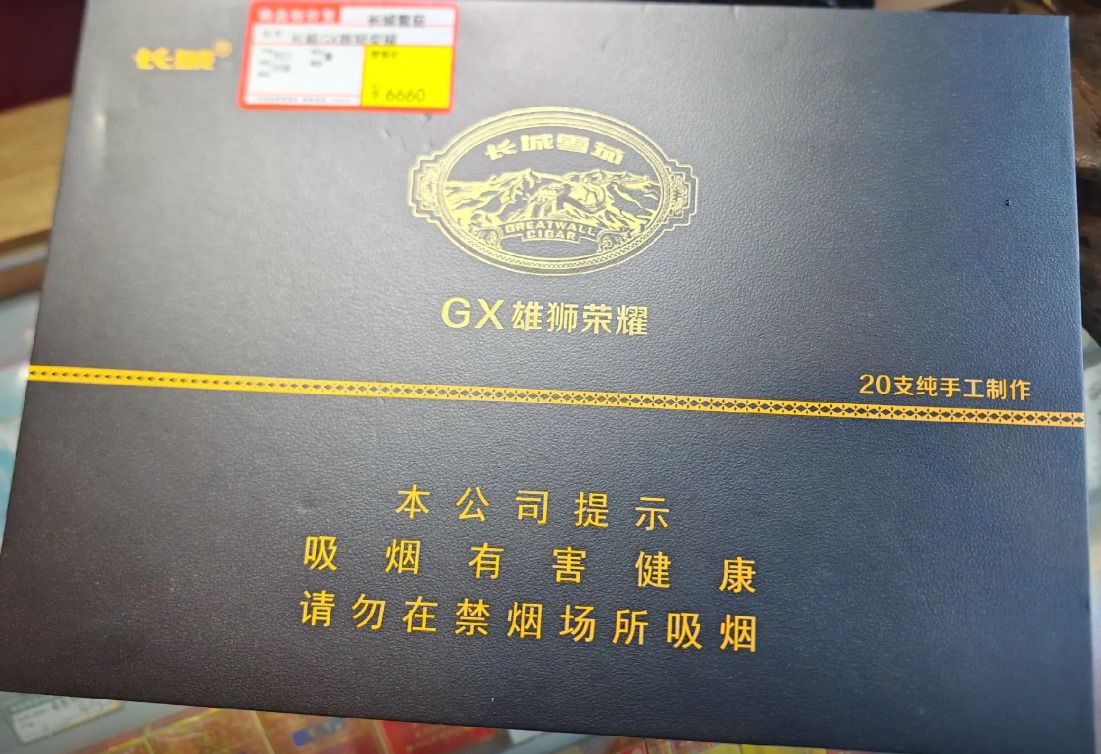 长城®
长城雪茄
¥6660
长城雪茄
GREATWALL
CIGAR
GX雄狮荣耀
20支纯手工制作
本公司提示
吸烟有害健康
请勿在禁烟场所吸烟